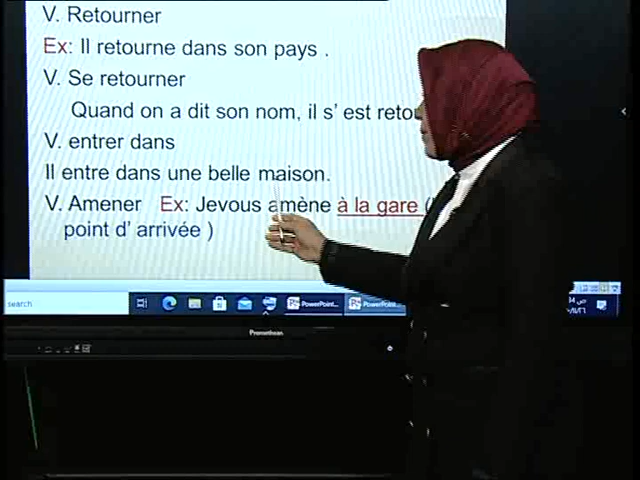 V. Retourner
Ex: Il retourne dans son pays .
V. Se retourner
Quand on a dit son nom, il s' est
V. entrer dans
Il entre dans une belle maison.
V. Amener Ex: Jevous amène à la gare (
point d' arrivée )
search
PowerPoint...
PowerPoint...
Promethean